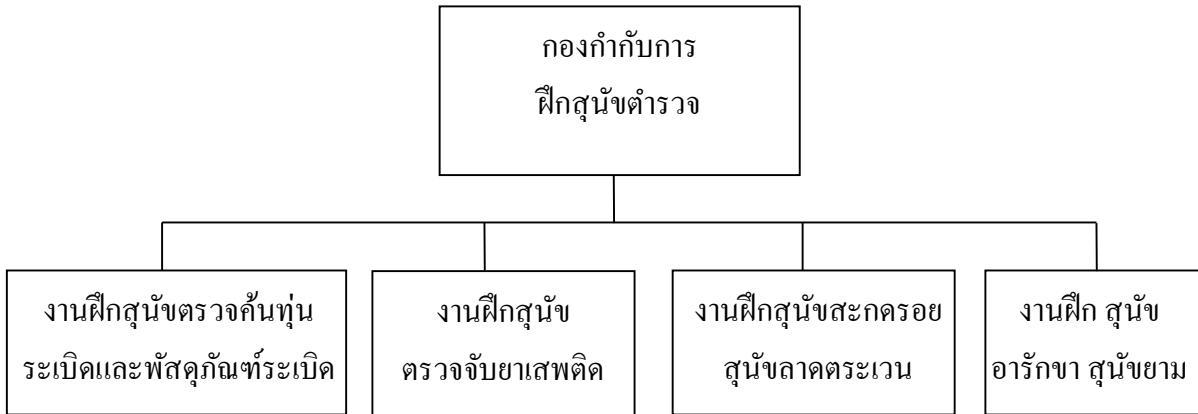 กองกำกับการ
ฝึกสุนัขตำรวจ
งานฝึกสุนัขตรวจค้นทุ่น
ระเบิดและพัสดุภัณฑ์ระเบิด
งานฝึกสุนัข
ตรวจจับยาเสพติด
งานฝึกสุนัขสะกดรอย
สุนัขลาดตระเวน
งานฝึก สุนัข
อารักขา สุนัขยาม